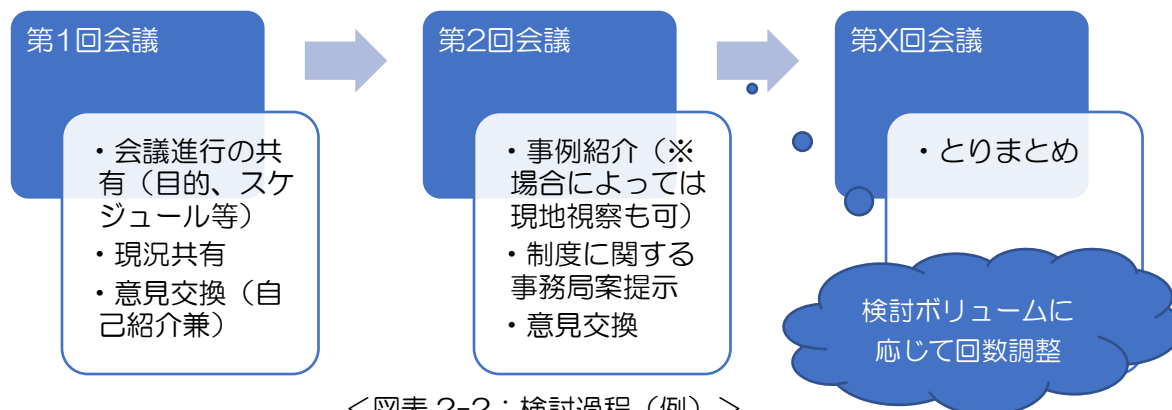 第1回会議
・会議進行の共
有（目的、スケ
ジュール等）
・現況共有
・意見交換（自
己紹介兼）
第2回会議
・事例紹介（※
場合によっては
現地視察も可）
・制度に関する
事務局案提示
・意見交換
第X回会議
・とりまとめ
検討ボリュームに
応じて回数調整
＜図表 2-2：検討過程（例）＞